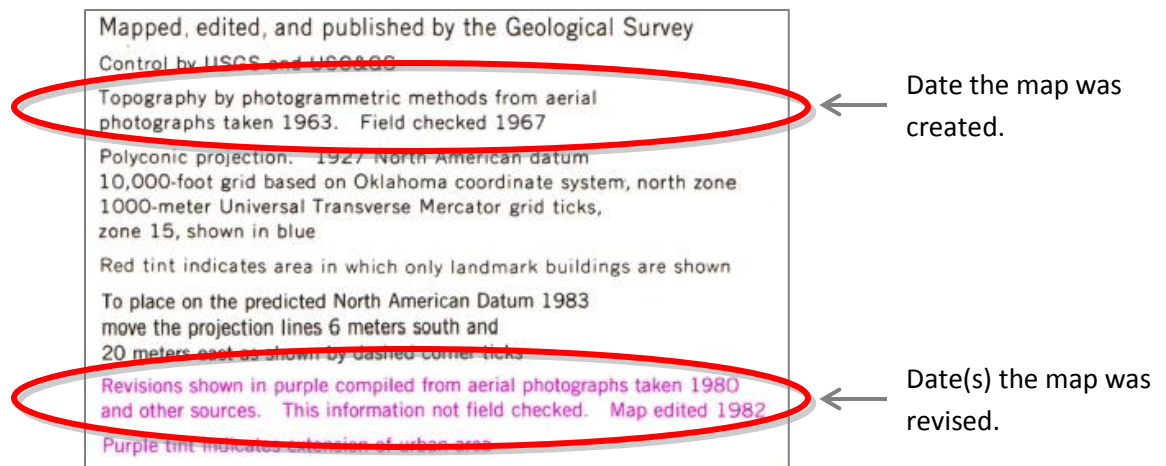 Mapped, edited, and published by the Geological Survey
Control by USGS and USC&GS
Topography by photogrammetric methods from aerial
photographs taken 1963. Field checked 1967
Date the map was
created.
Polyconic projection. 1927 North American datum
10,000-foot grid based on Oklahoma coordinate system, north zone
1000-meter Universal Transverse Mercator grid ticks,
zone 15, shown in blue
Red tint indicates area in which only landmark buildings are shown
To place on the predicted North American Datum 1983
move the projection lines 6 meters south and
20 meters east as shown by dashed corner ticks
Revisions shown in purple compiled from aerial photographs taken 1980
and other sources. This information not field checked. Map edited 1982
Date(s) the map was
revised.
Purple tint indicates extension of urban area